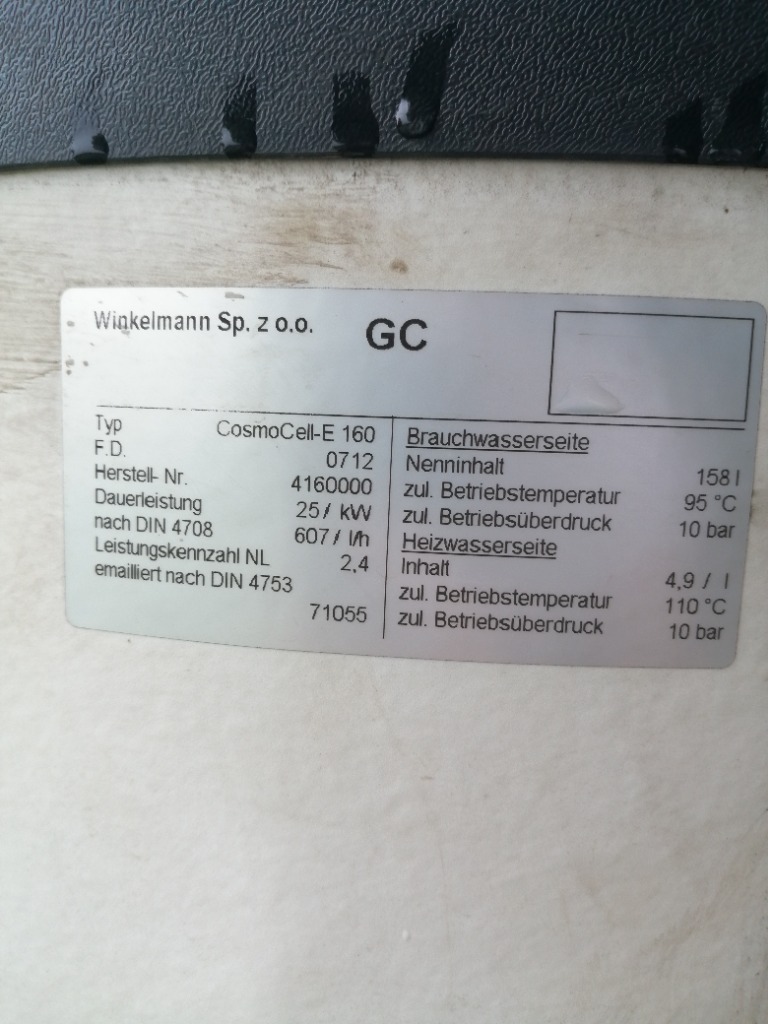 Winkelmann Sp. z o.o. GC
Typ CosmoCell-E 160
F.D. 0712
Herstell- Nr. 4160000
Dauerleistung 25/ kW
nach DIN 4708 607/ l/h
Leistungskennzahl NL 2,4
emailliert nach DIN 4753
71055
Brauchwasserseite
Nenninhalt 158 l
zul. Betriebstemperatur 95 °C
zul. Betriebsüberdruck 10 bar
Heizwasserseite
Inhalt 4,9 / l
zul. Betriebstemperatur 110 °C
zul. Betriebsüberdruck 10 bar